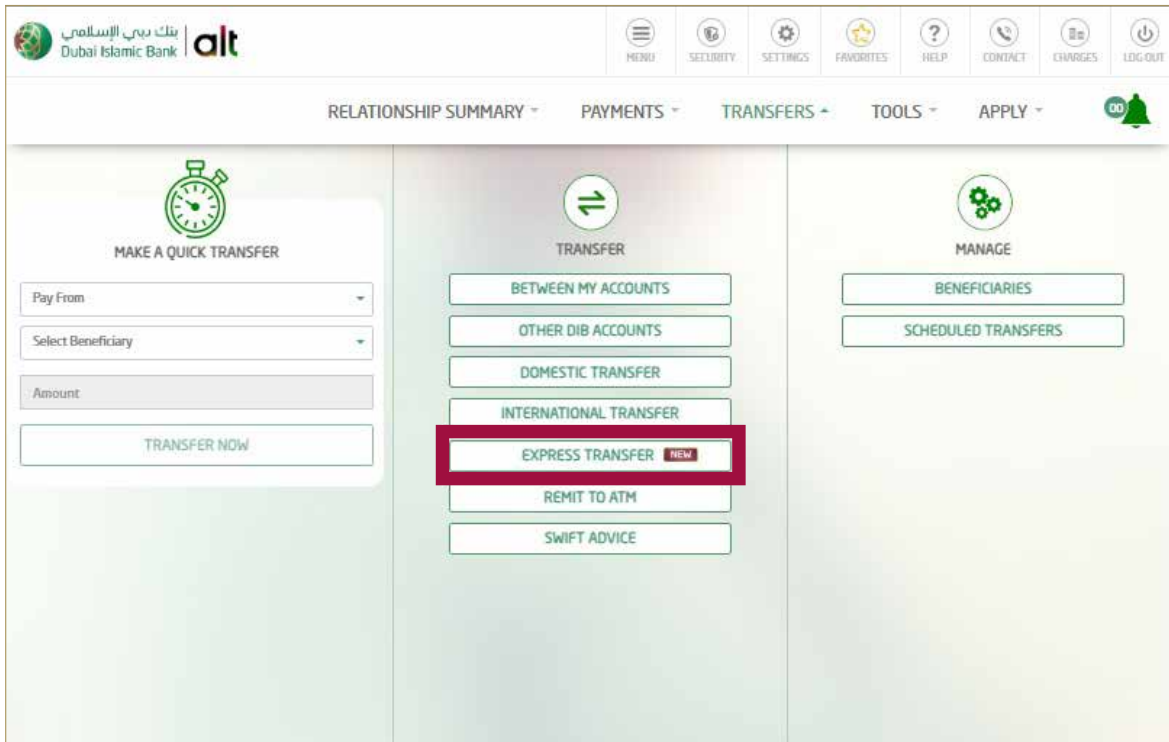 بنك دبي الإسلامي
Dubai Islamic Bank
alt
MENU
SECURITY
SETTINGS
FAVORITES
HELP
CONTACT
CHARGES
LOG OUT
RELATIONSHIP SUMMARY
PAYMENTS
TRANSFERS
TOOLS
APPLY
00
MAKE A QUICK TRANSFER
Pay From
Select Beneficiary
Amount
TRANSFER NOW
TRANSFER
BETWEEN MY ACCOUNTS
OTHER DIB ACCOUNTS
DOMESTIC TRANSFER
INTERNATIONAL TRANSFER
EXPRESS TRANSFER NEW
REMIT TO ATM
SWIFT ADVICE
MANAGE
BENEFICIARIES
SCHEDULED TRANSFERS